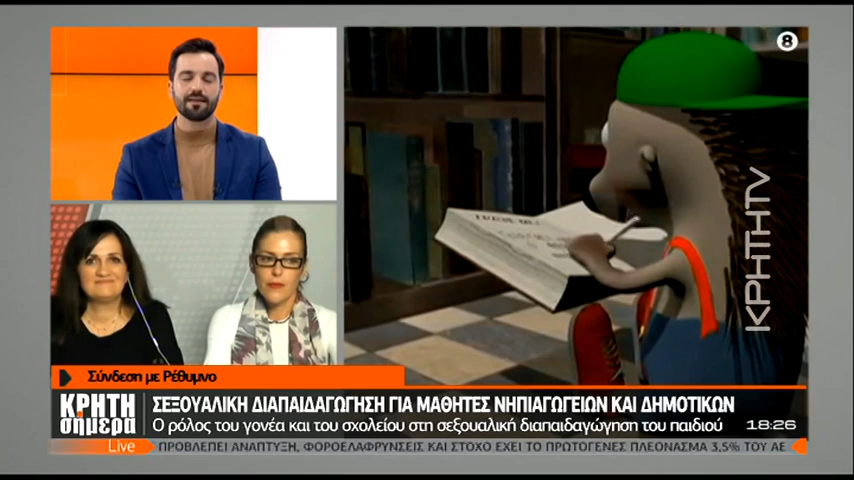 8
ΚΡΗΤΗTV
Σύνδεση με Ρέθυμνο
ΚΡΗΤΗ
σήμερα
ΣΕΞΟΥΑΛΙΚΗ ΔΙΑΠΑΙΔΑΓΩΓΗΣΗ ΓΙΑ ΜΑΘΗΤΕΣ ΝΗΠΙΑΓΩΓΕΙΩΝ ΚΑΙ ΔΗΜΟΤΙΚΩΝ
Ο ρόλος του γονέα και του σχολείου στη σεξουαλική διαπαιδαγώγηση του παιδιού
18:26
Live
ΠΡΟΒΛΕΠΕΙ ΑΝΑΠΤΥΞΗ, ΦΟΡΟΕΛΑΦΡΥΝΣΕΙΣ ΚΑΙ ΣΤΟΧΟ ΕΧΕΙ ΤΟ ΠΡΩΤΟΓΕΝΕΣ ΠΛΕΟΝΑΣΜΑ 3,5% ΤΟΥ ΑΕ